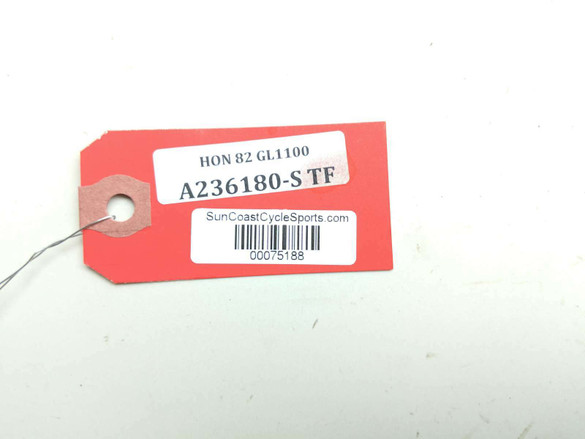 HON 82 GL1100
A236180-S TF
SunCoastCycleSports.com
00075188